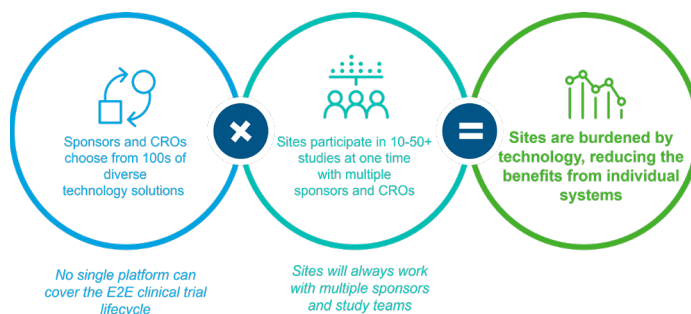 Sponsors and CROs
choose from 100s of
diverse
technology solutions
×
Sites participate in 10-50+
studies at one time
with multiple
sponsors and CROs
=
Sites are burdened by
technology, reducing the
benefits from individual
systems
No single platform can
cover the E2E clinical trial
lifecycle
Sites will always work
with multiple sponsors
and study teams